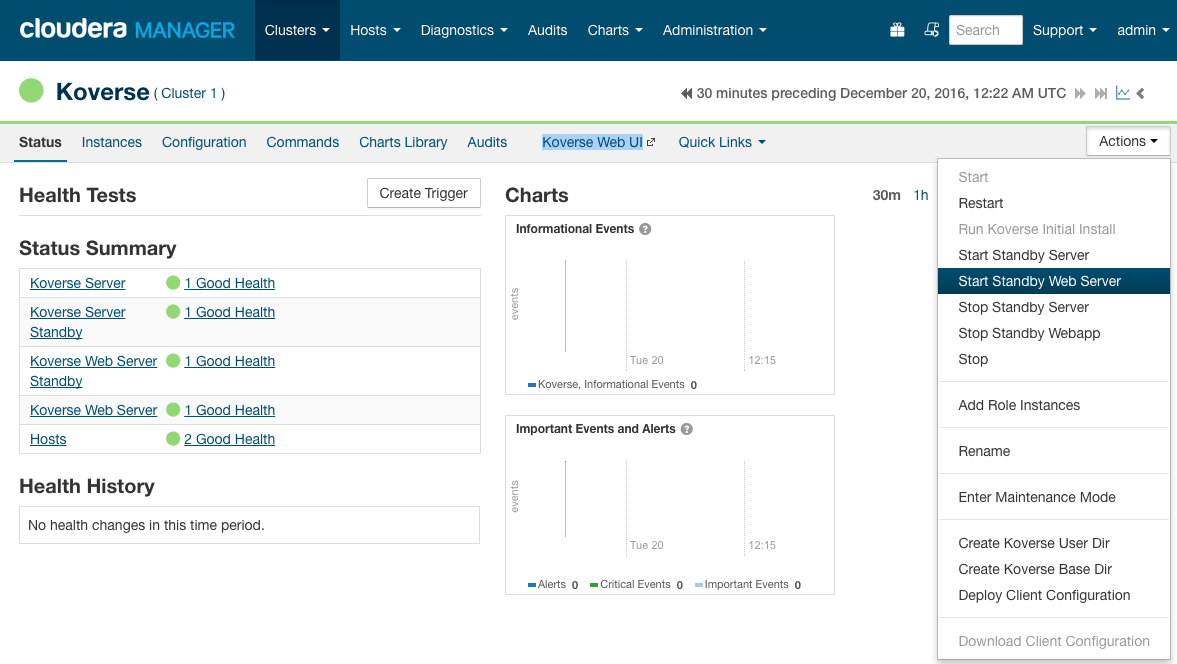 cloudera MANAGER Clusters Hosts Diagnostics Audits Charts Administration Search Support admin
Koverse ( Cluster 1 ) 30 minutes preceding December 20, 2016, 12:22 AM UTC
Status Instances Configuration Commands Charts Library Audits Koverse Web UI Quick Links Actions
Health Tests
Create Trigger
Status Summary
Koverse Server 1 Good Health
Koverse Server 1 Good Health
Standby
Koverse Web Server 1 Good Health
Standby
Koverse Web Server 1 Good Health
Hosts 2 Good Health
Health History
No health changes in this time period.
Charts
30m 1h
Informational Events ?
events
Tue 20 12:15
Koverse, Informational Events 0
Important Events and Alerts ?
events
Tue 20 12:15
Alerts 0 Critical Events 0 Important Events 0
Start
Restart
Run Koverse Initial Install
Start Standby Server
Start Standby Web Server
Stop Standby Server
Stop Standby Webapp
Stop
Add Role Instances
Rename
Enter Maintenance Mode
Create Koverse User Dir
Create Koverse Base Dir
Deploy Client Configuration
Download Client Configuration